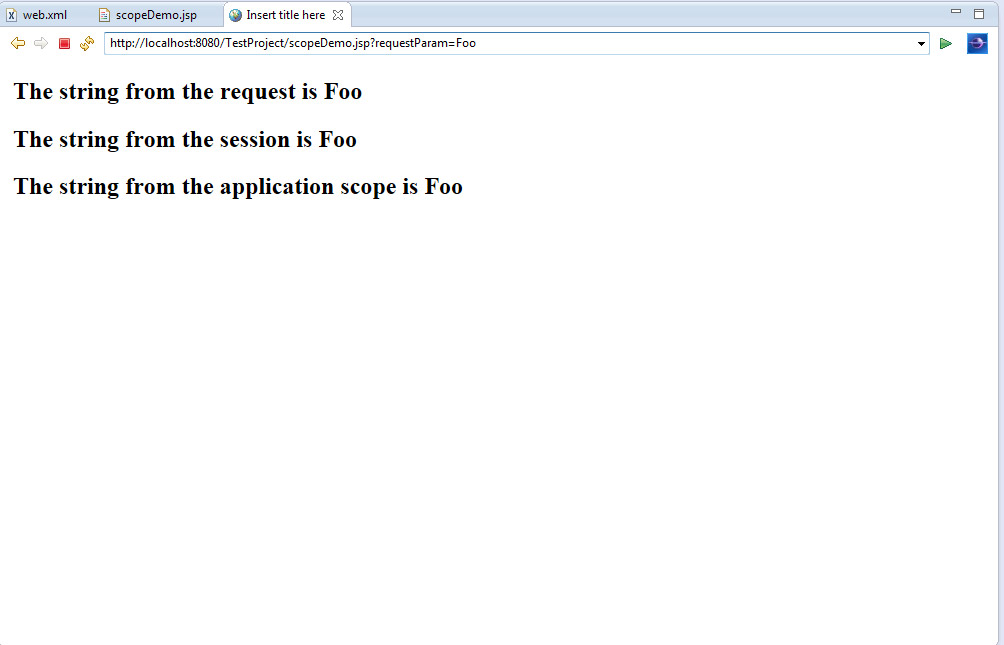 web.xml scopeDemo.jsp Insert title here
http://localhost:8080/TestProject/scopeDemo.jsp?requestParam=Foo
The string from the request is Foo
The string from the session is Foo
The string from the application scope is Foo